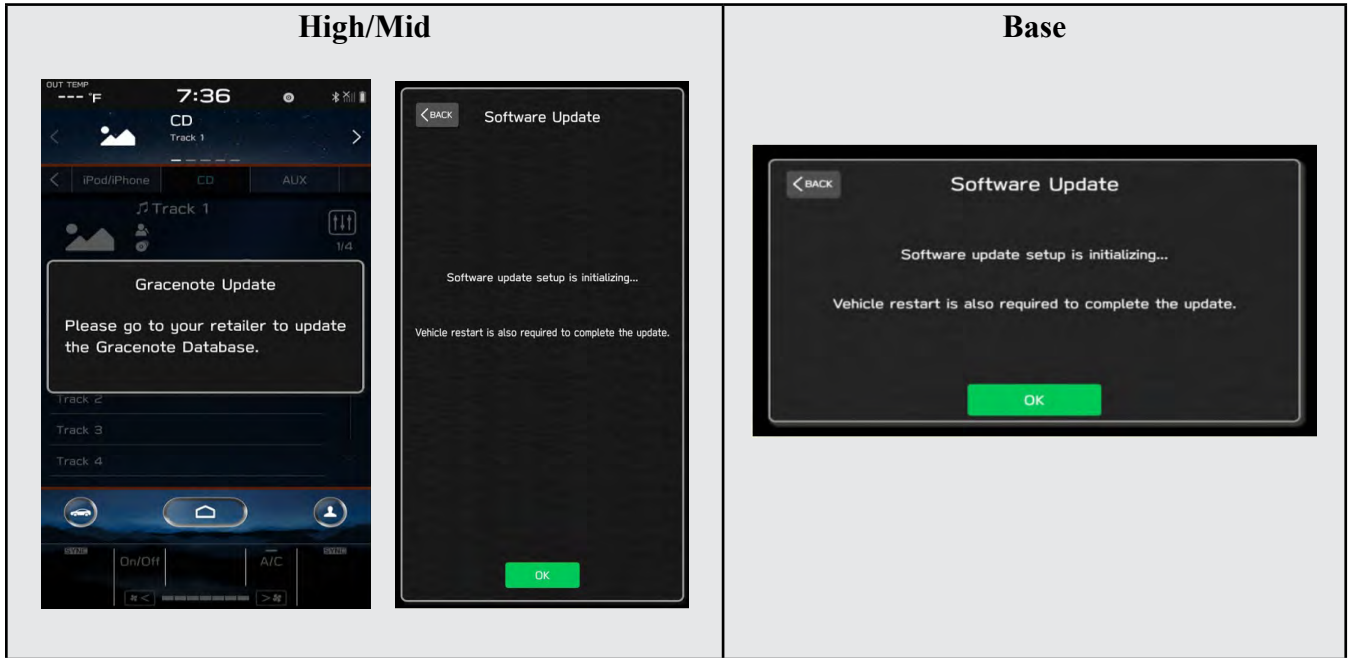 High/Mid
Base
OUT TEMP
--- °F
7:36
CD
Track 1
iPod/iPhone
CD
AUX
Track 1
1/4
Gracenote Update
Please go to your retailer to update
the Gracenote Database.
Track 2
Track 3
Track 4
SYNC
On/Off
A/C
SYNC
BACK
Software Update
Software update setup is initializing...
Vehicle restart is also required to complete the update.
OK
BACK
Software Update
Software update setup is initializing...
Vehicle restart is also required to complete the update.
OK